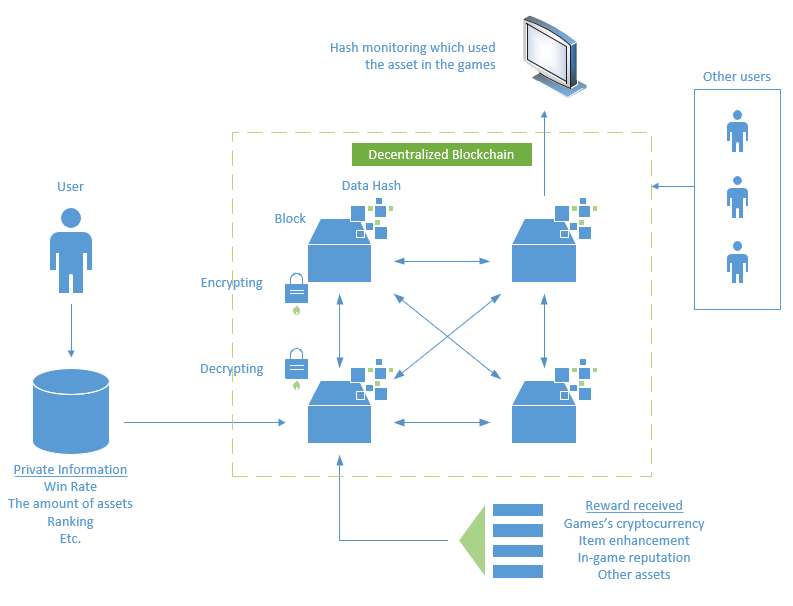 Hash monitoring which used
the asset in the games
Other users
Decentralized Blockchain
Data Hash
User
Block
Encrypting
Decrypting
Private Information
Win Rate
The amount of assets
Ranking
Etc.
Reward received
Games's cryptocurrency
Item enhancement
In-game reputation
Other assets